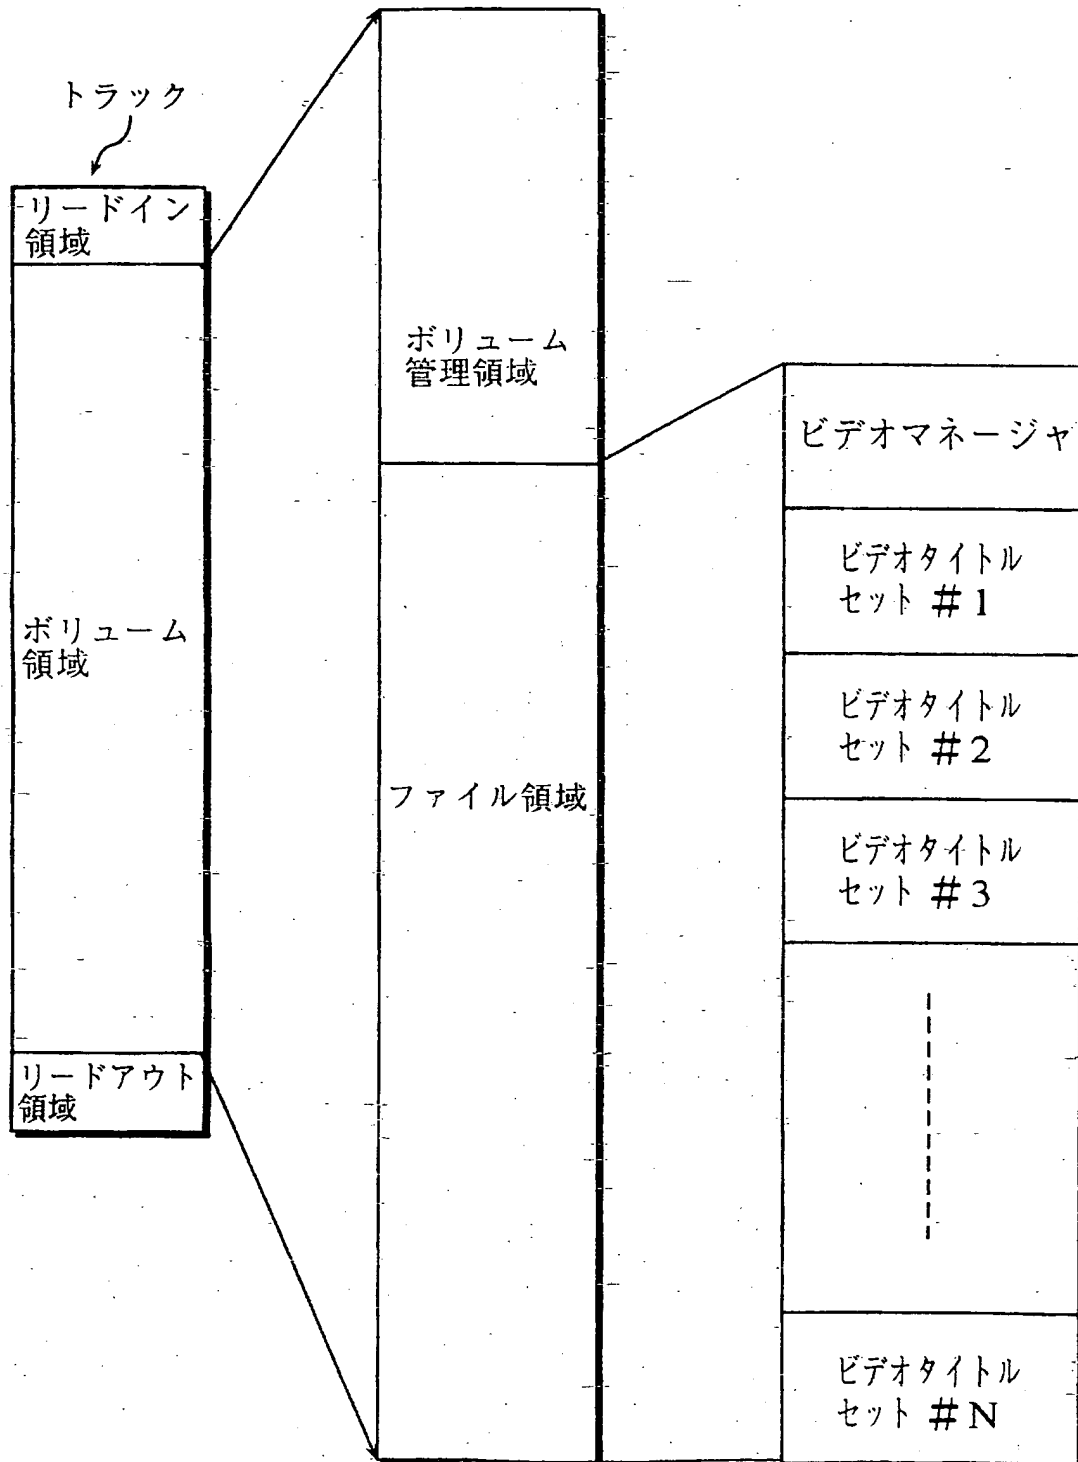 トラック
リードイン
領域
ボリューム
領域
リードアウト
領域
ボリューム
管理領域
ファイル領域
ビデオマネージャ
ビデオタイトル
セット #1
ビデオタイトル
セット #2
ビデオタイトル
セット #3
ビデオタイトル
セット #N